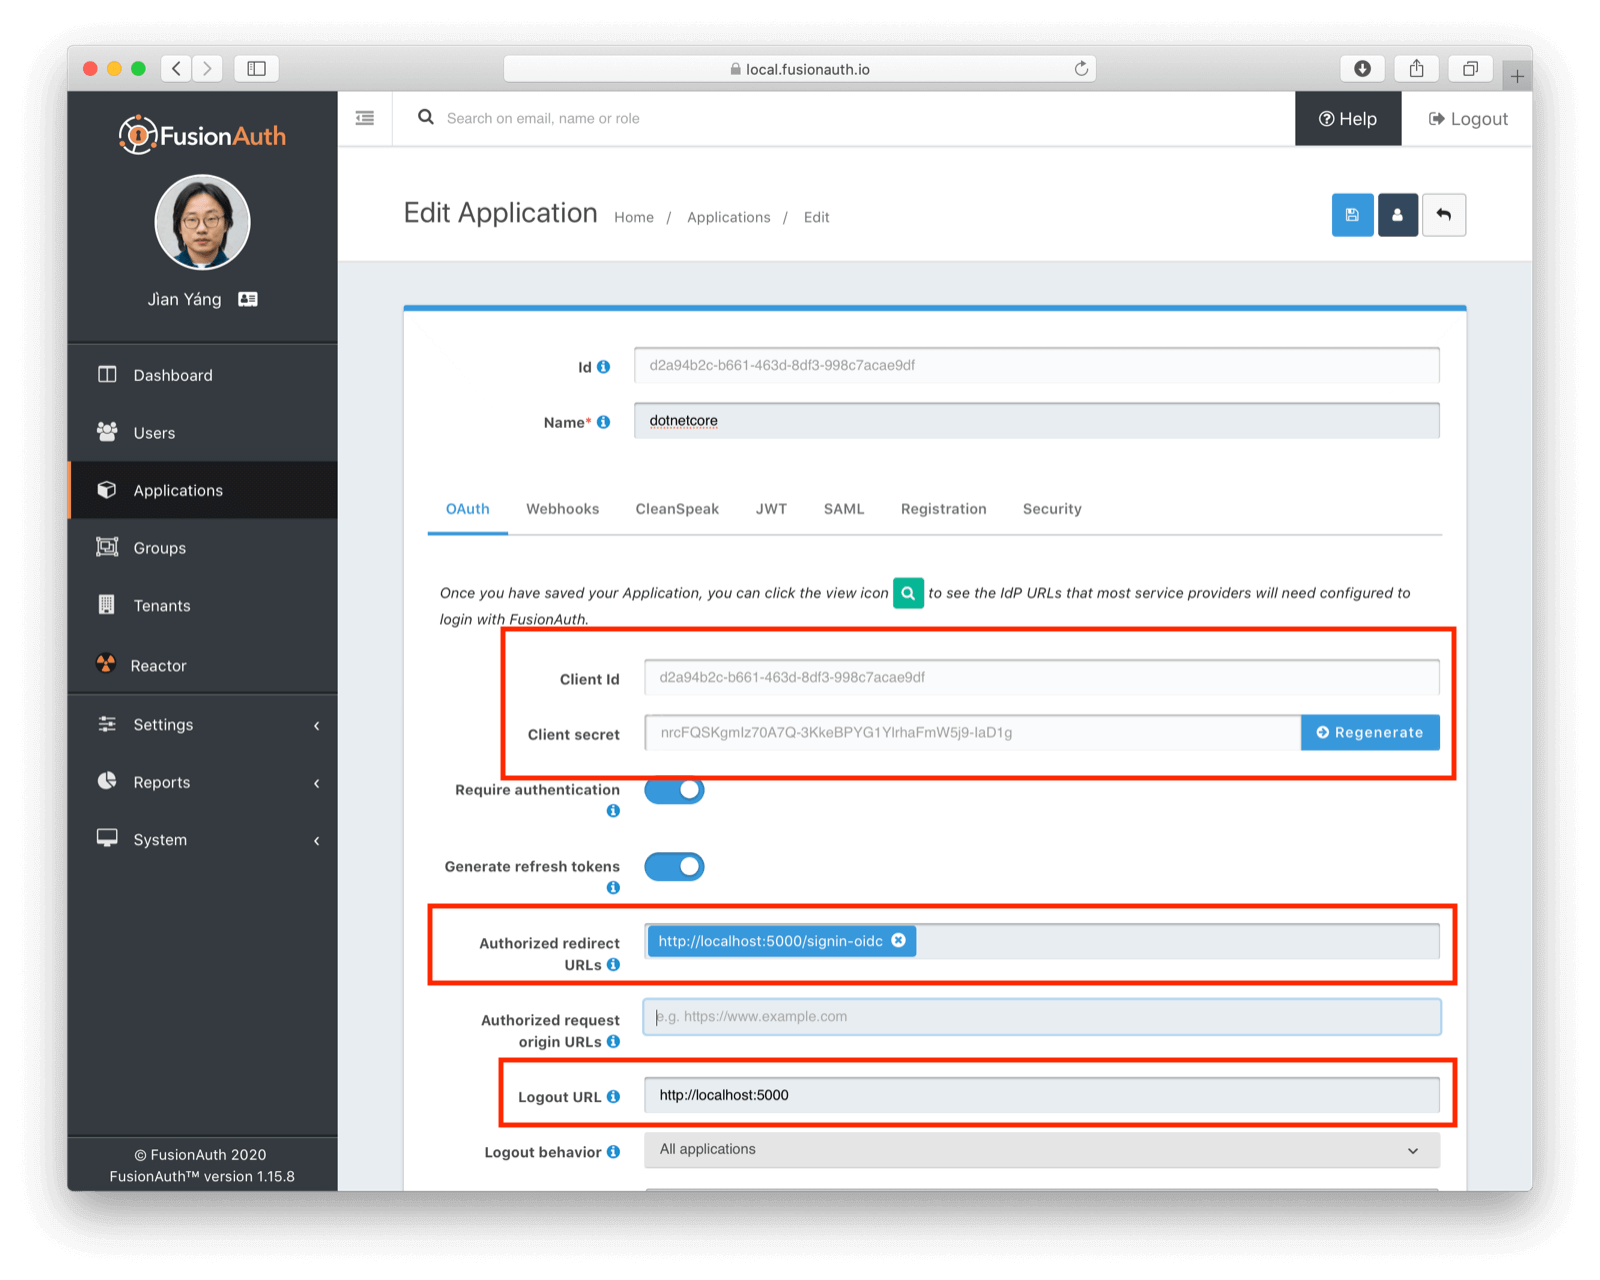 local.fusionauth.io
FusionAuth
Search on email, name or role
Help
Logout
Jìan Yáng
Edit Application
Home / Applications / Edit
Dashboard
Users
Applications
Groups
Tenants
Reactor
Settings
Reports
System
© FusionAuth 2020
FusionAuth™ version 1.15.8
Id
d2a94b2c-b661-463d-8df3-998c7acae9df
Name*
dotnetcore
OAuth Webhooks CleanSpeak JWT SAML Registration Security
Once you have saved your Application, you can click the view icon to see the IdP URLs that most service providers will need configured to
login with FusionAuth.
Client Id
d2a94b2c-b661-463d-8df3-998c7acae9df
Client secret
nrcFQSKgmIz70A7Q-3KkeBPYG1YlrhaFmW5j9-IaD1g
Regenerate
Require authentication
Generate refresh tokens
Authorized redirect
URLs
http://localhost:5000/signin-oidc
Authorized request
origin URLs
e.g. https://www.example.com
Logout URL
http://localhost:5000
Logout behavior
All applications